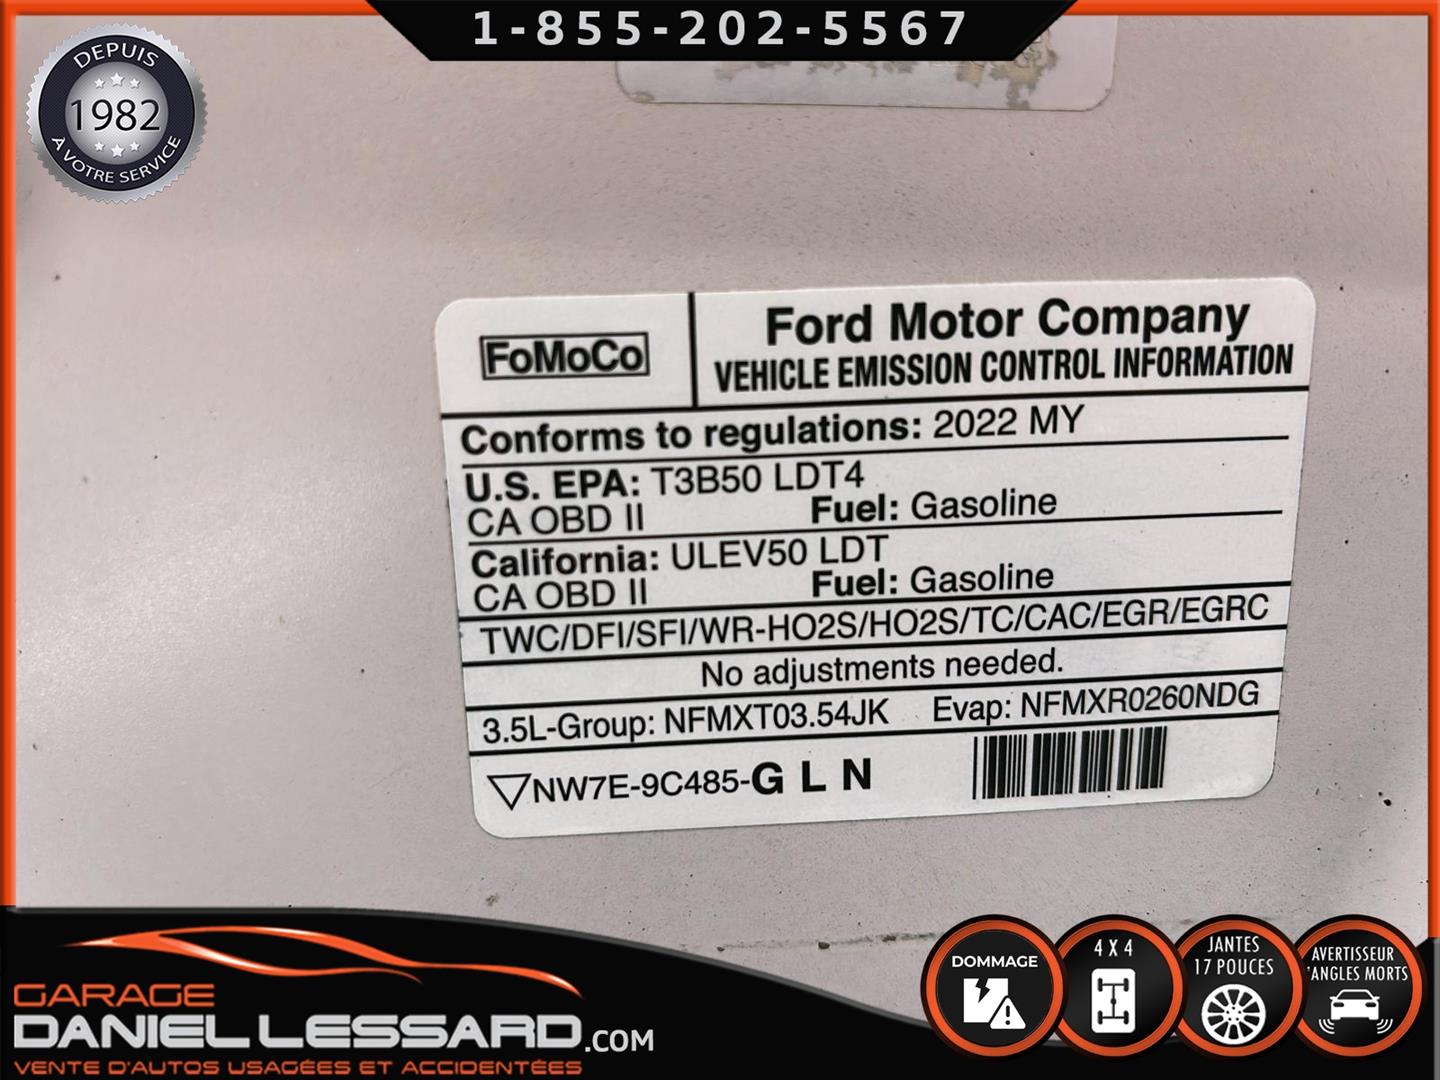 1-855-202-5567
DEPUIS
1982
À VOTRE SERVICE
FoMoCo
Ford Motor Company
VEHICLE EMISSION CONTROL INFORMATION
Conforms to regulations: 2022 MY
U.S. EPA: T3B50 LDT4
CA OBD II Fuel: Gasoline
California: ULEV50 LDT
CA OBD II Fuel: Gasoline
TWC/DFI/SFI/WR-HO2S/HO2S/TC/CAC/EGR/EGRC
No adjustments needed.
3.5L-Group: NFMXT03.54JK Evap: NFMXR0260NDG
NW7E-9C485-G L N
DOMMAGE
4 X 4
JANTES
17 POUCES
AVERTISSEUR
'ANGLES MORTS
GARAGE
DANIEL LESSARD.COM
VENTE D'AUTOS USAGÉES ET ACCIDENTÉES